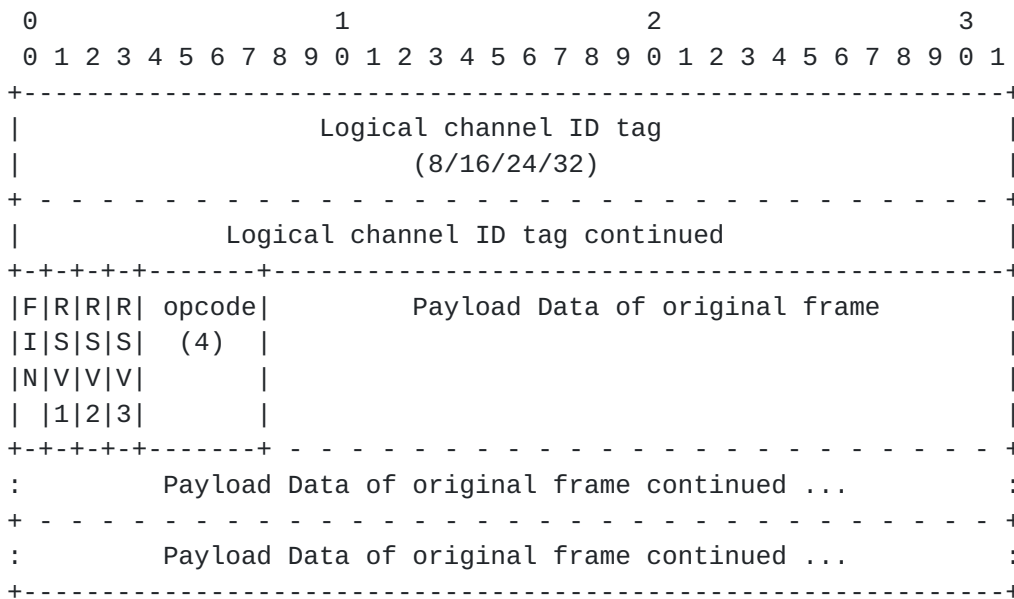 0                   1                   2                   3
 0 1 2 3 4 5 6 7 8 9 0 1 2 3 4 5 6 7 8 9 0 1 2 3 4 5 6 7 8 9 0 1
+---------------------------------------------------------------+
|                   Logical channel ID tag                      |
|                         (8/16/24/32)                          |
+ - - - - - - - - - - - - - - - - - - - - - - - - - - - - - - - +
|             Logical channel ID tag continued                  |
+-+-+-+-+-------+-----------------------------------------------+
|F|R|R|R| opcode|         Payload Data of original frame        |
|I|S|S|S|  (4)  |                                               |
|N|V|V|V|       |                                               |
| |1|2|3|       |                                               |
+-+-+-+-+-------+ - - - - - - - - - - - - - - - - - - - - - - - +
:         Payload Data of original frame continued ...          :
+ - - - - - - - - - - - - - - - - - - - - - - - - - - - - - - - +
:         Payload Data of original frame continued ...          :
+---------------------------------------------------------------+